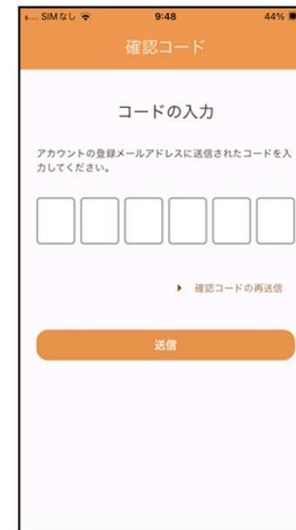 SIMなし 9:48 44%
確認コード
コードの入力
アカウントの登録メールアドレスに送信されたコードを入
力してください。
確認コードの再送信
送信